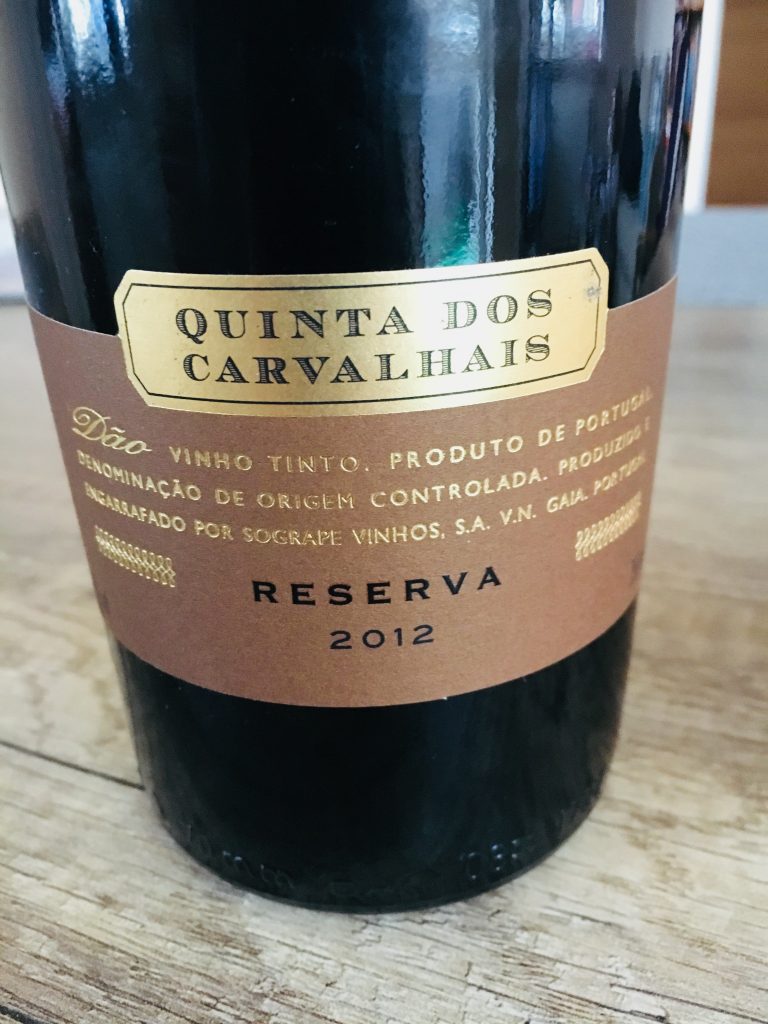 QUINTA DOS
CARVALHAIS
Dão VINHO TINTO. PRODUTO DE PORTUGAL
DENOMINAÇÃO DE ORIGEM CONTROLADA. PRODUZIDO E
ENGARRAFADO POR SOGRAPE VINHOS, S.A. V.N. GAIA. PORTUGAL
RESERVA
2012